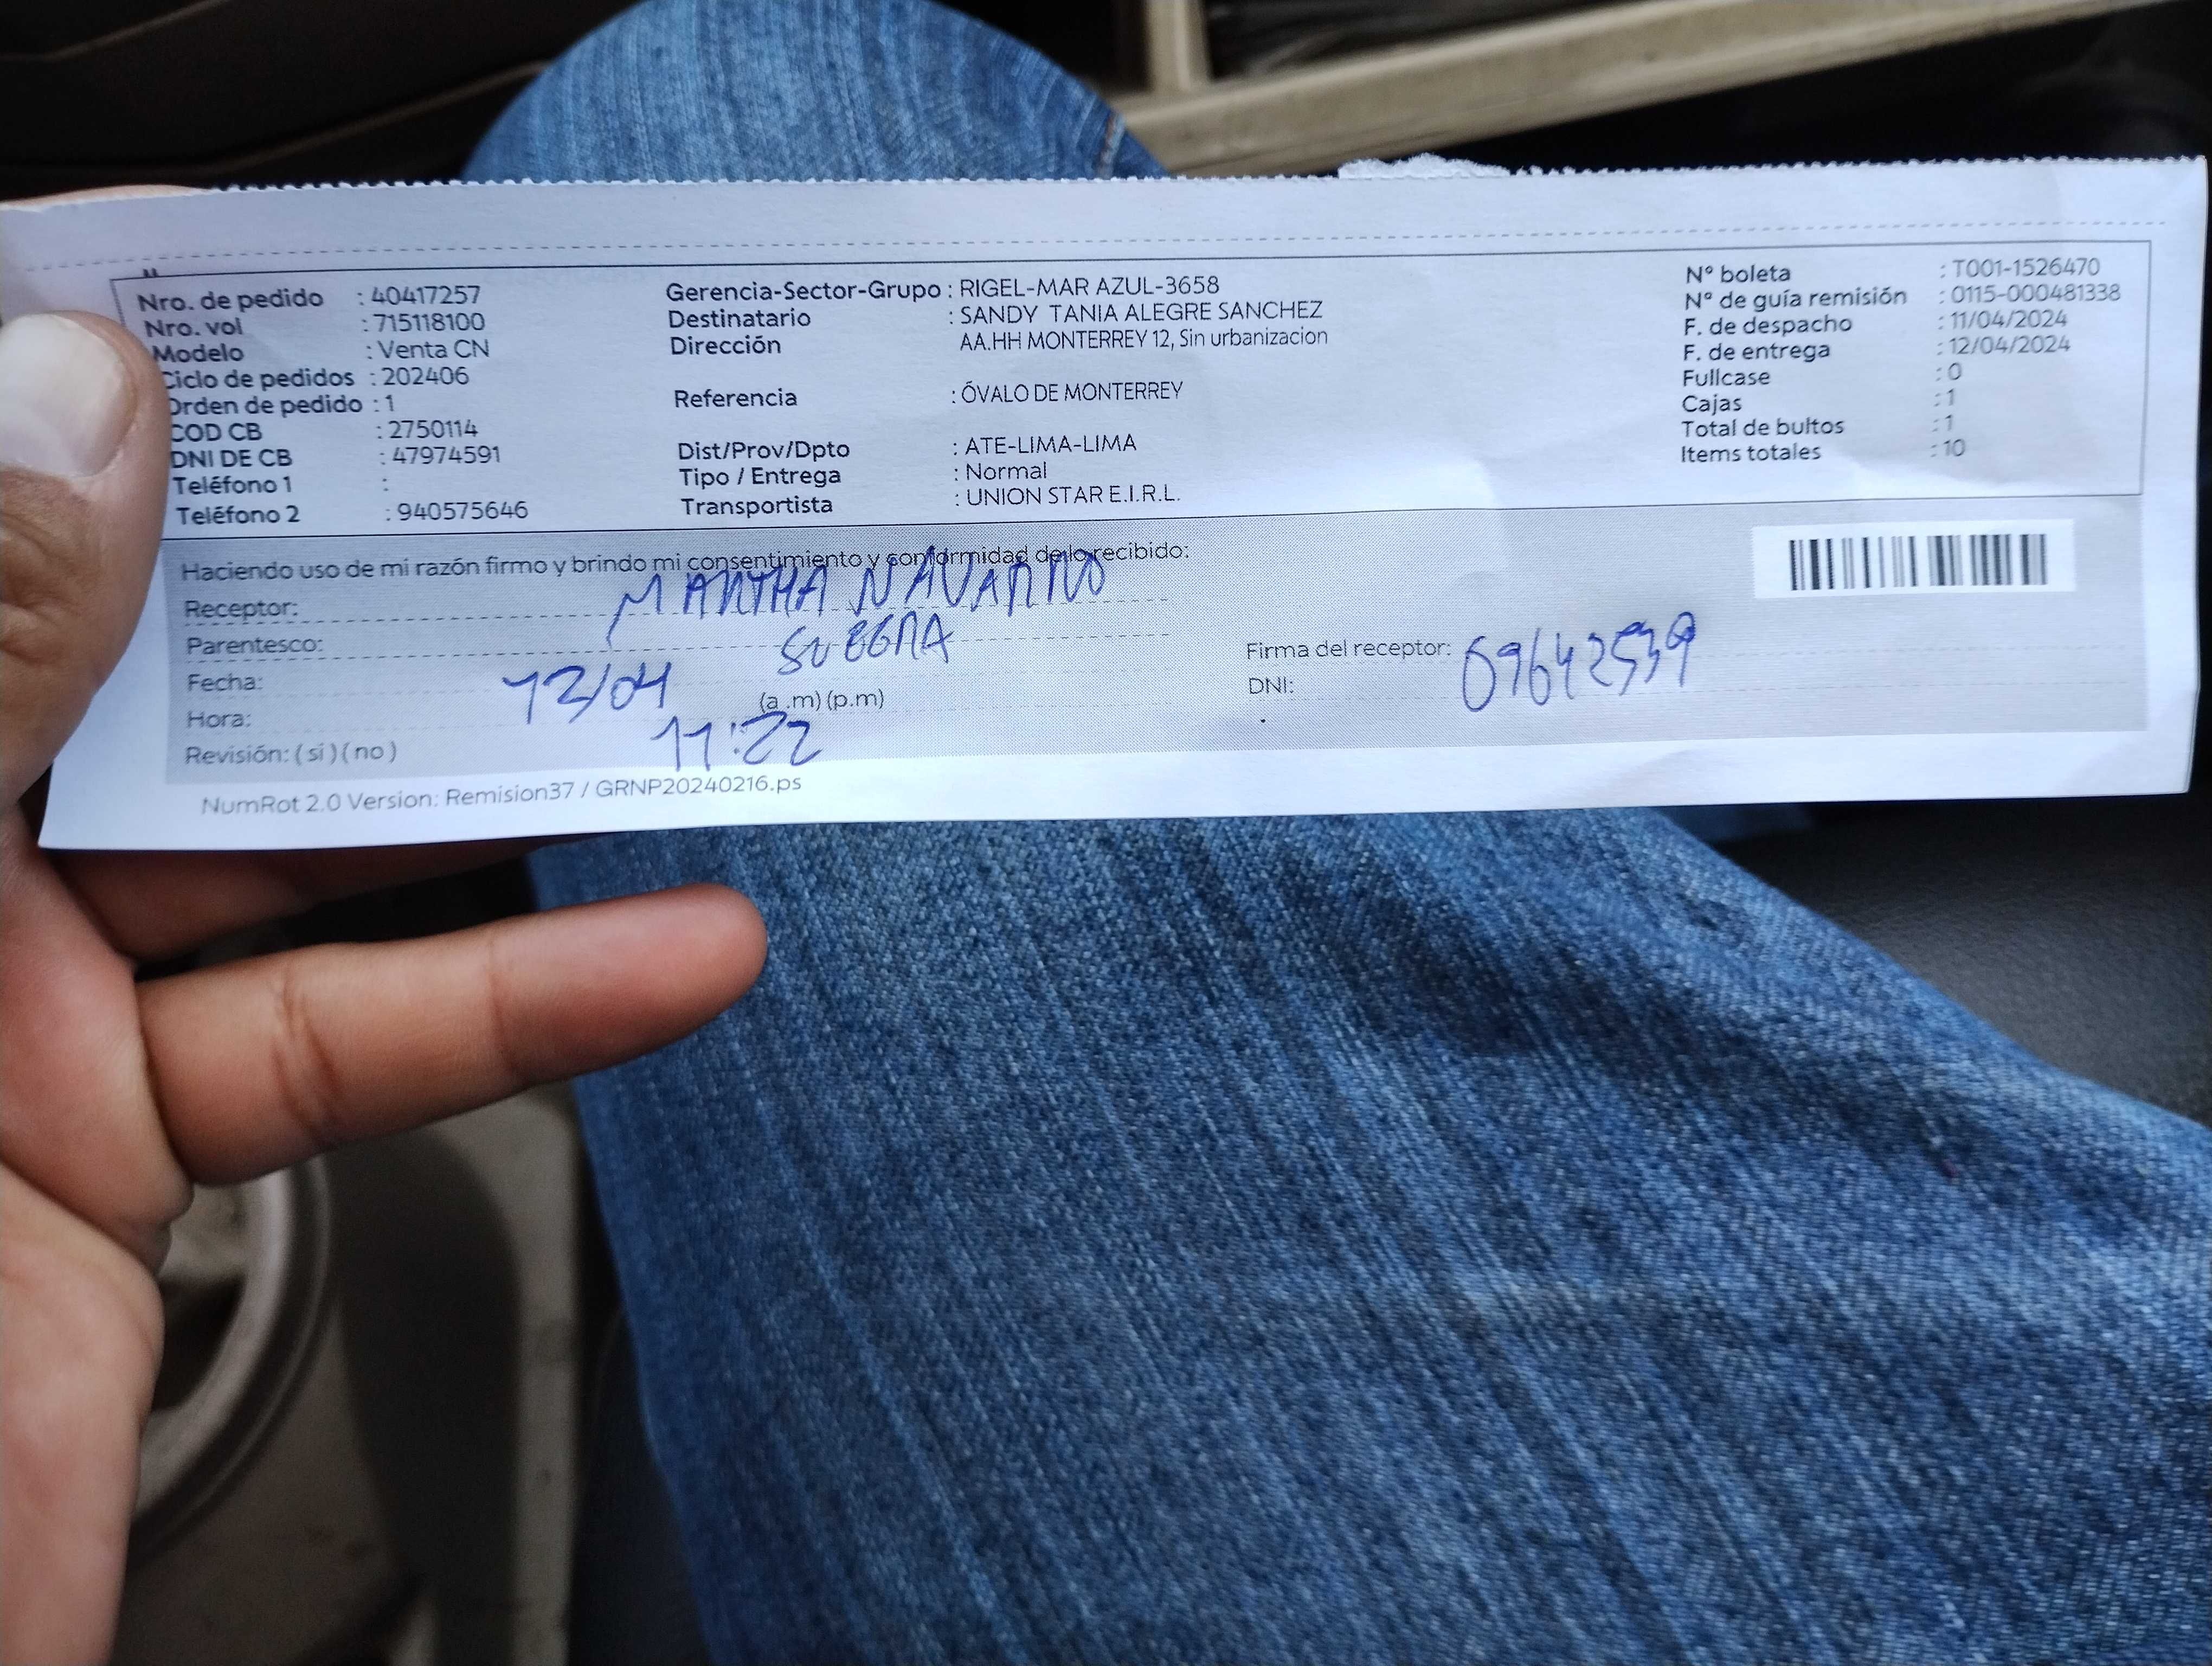 Nro. de pedido : 40417257
Nro. vol : 715118100
Modelo : Venta CN
Ciclo de pedidos : 202406
Orden de pedido : 1
COD CB : 2750114
DNI DE CB : 47974591
Teléfono 1 :
Teléfono 2 : 940575646
Gerencia-Sector-Grupo : RIGEL-MAR AZUL-3658
Destinatario : SANDY TANIA ALEGRE SANCHEZ
Dirección AA.HH MONTERREY 12, Sin urbanizacion
Referencia : ÓVALO DE MONTERREY
Dist/Prov/Dpto : ATE-LIMA-LIMA
Tipo / Entrega : Normal
Transportista : UNION STAR E.I.R.L.
N° boleta : T001-1526470
N° de guía remisión : 0115-000481338
F. de despacho : 11/04/2024
F. de entrega : 12/04/2024
Fullcase : 0
Cajas : 1
Total de bultos : 1
Items totales : 10
Haciendo uso de mi razón firmo y brindo mi consentimiento y conformidad de lo recibido:
Receptor: MARTHA NAVARRO
Parentesco: SUEGRA
Fecha: 12/04
Hora: 11:22 (a .m) (p.m)
Revisión: ( si ) ( no )
Firma del receptor:
DNI: 09642539
NumRot 2.0 Version: Remision37 / GRNP20240216.ps